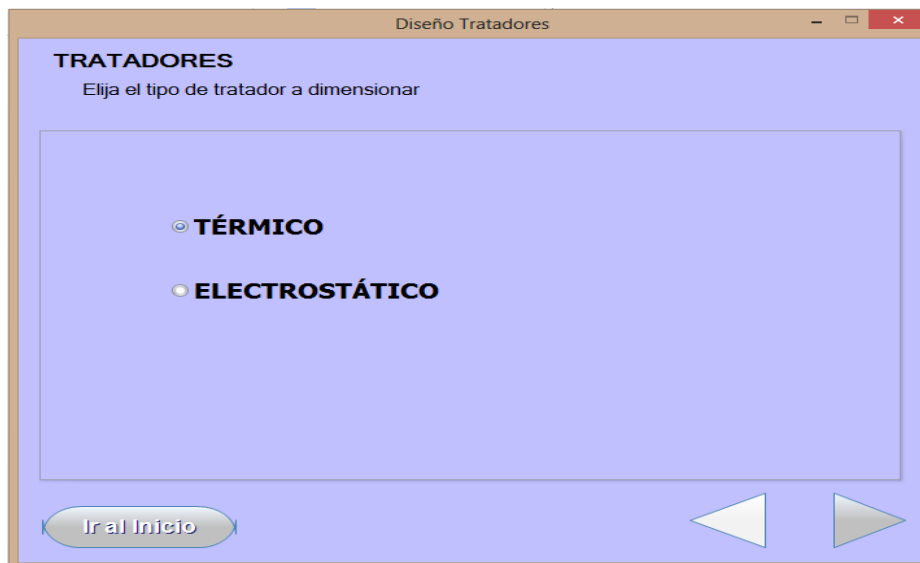 Diseño Tratadores
TRATADORES
Elija el tipo de tratador a dimensionar
TÉRMICO
ELECTROSTÁTICO
Ir al Inicio